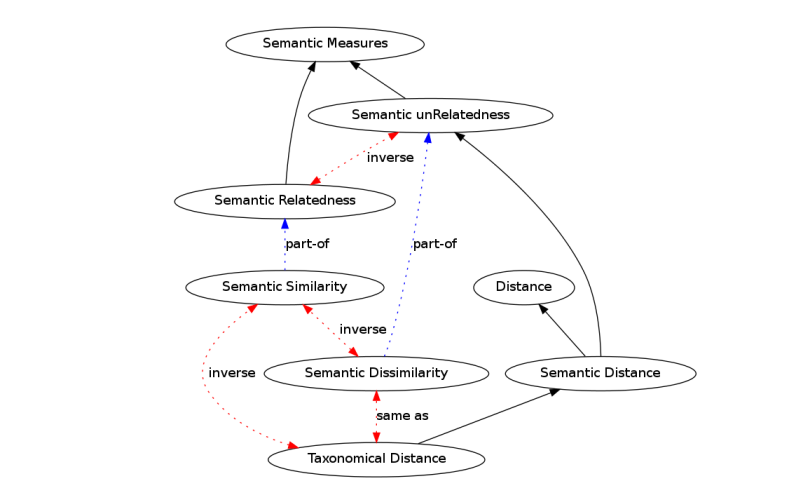 Semantic Measures
Semantic unRelatedness
inverse
Semantic Relatedness
part-of
part-of
Semantic Similarity
Distance
inverse
inverse
Semantic Dissimilarity
Semantic Distance
same as
Taxonomical Distance